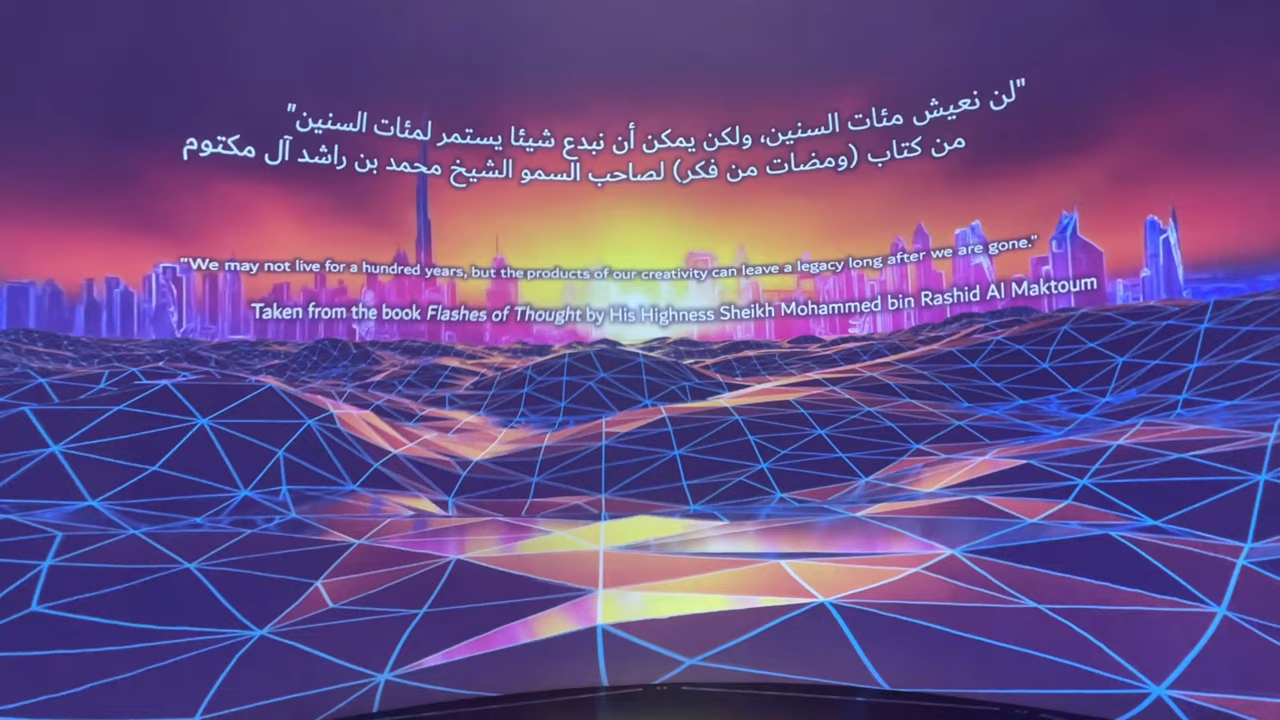 "لن نعيش مئات السنين، ولكن يمكن أن نبدع شيئا يستمر لمئات السنين"
من كتاب (ومضات من فكر) لصاحب السمو الشيخ محمد بن راشد آل مكتوم
"We may not live for a hundred years, but the products of our creativity can leave a legacy long after we are gone."
Taken from the book Flashes of Thought by His Highness Sheikh Mohammed bin Rashid Al Maktoum